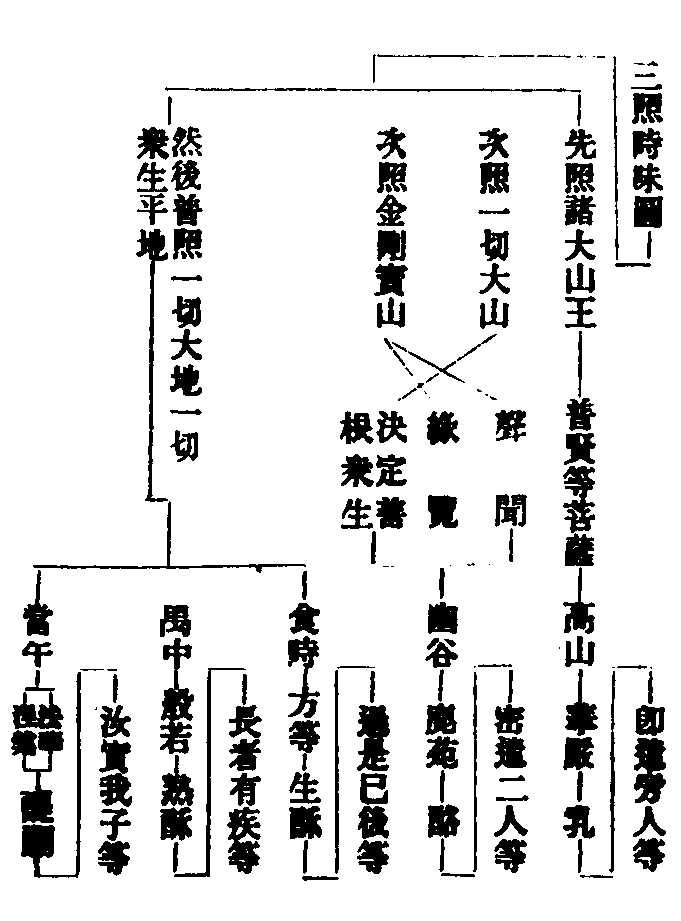 三照時味圖
先照諸大山王
普賢等菩薩
高山
華嚴
乳
即遣旁人等
次照一切大山
次照金剛寶山
聲聞
緣覺
決定善
根衆生
幽谷
鹿苑
酪
密遣二人等
然後普照一切大地一切
衆生平地
食時
方等
生酥
過是已後等
禺中
般若
熟酥
長者有疾等
當午
法華
涅槃
醍醐
汝實我子等